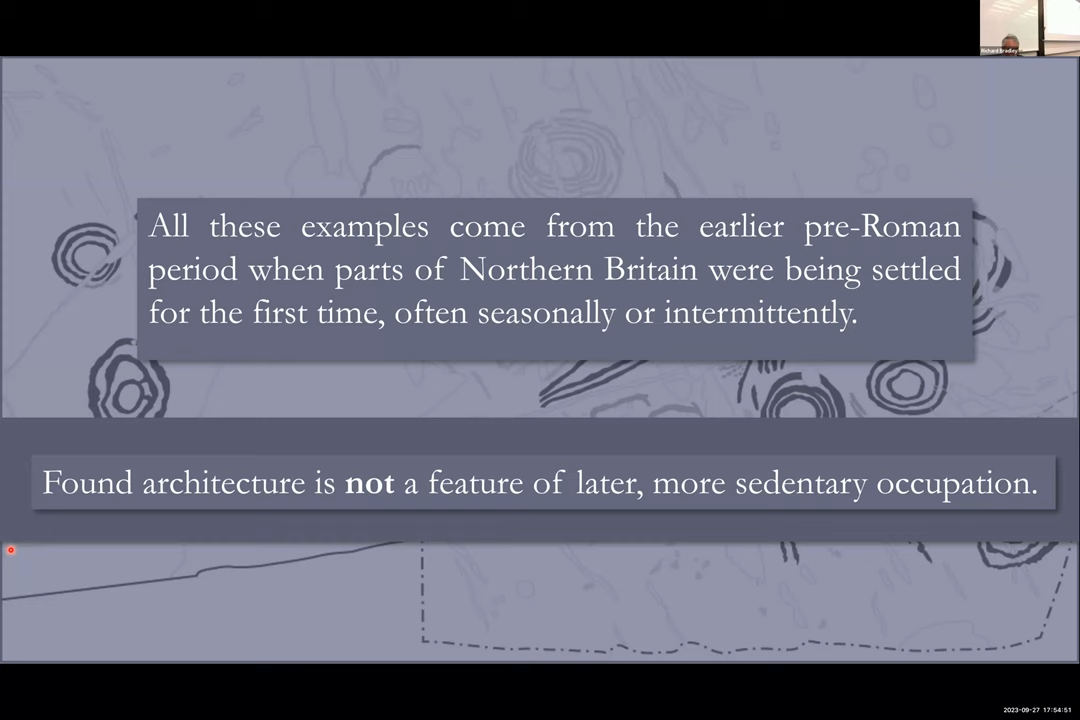 Richard Bradley
All these examples come from the earlier pre-Roman
period when parts of Northern Britain were being settled
for the first time, often seasonally or intermittently.
Found architecture is not a feature of later, more sedentary occupation.
2023-09-27 17:54:51